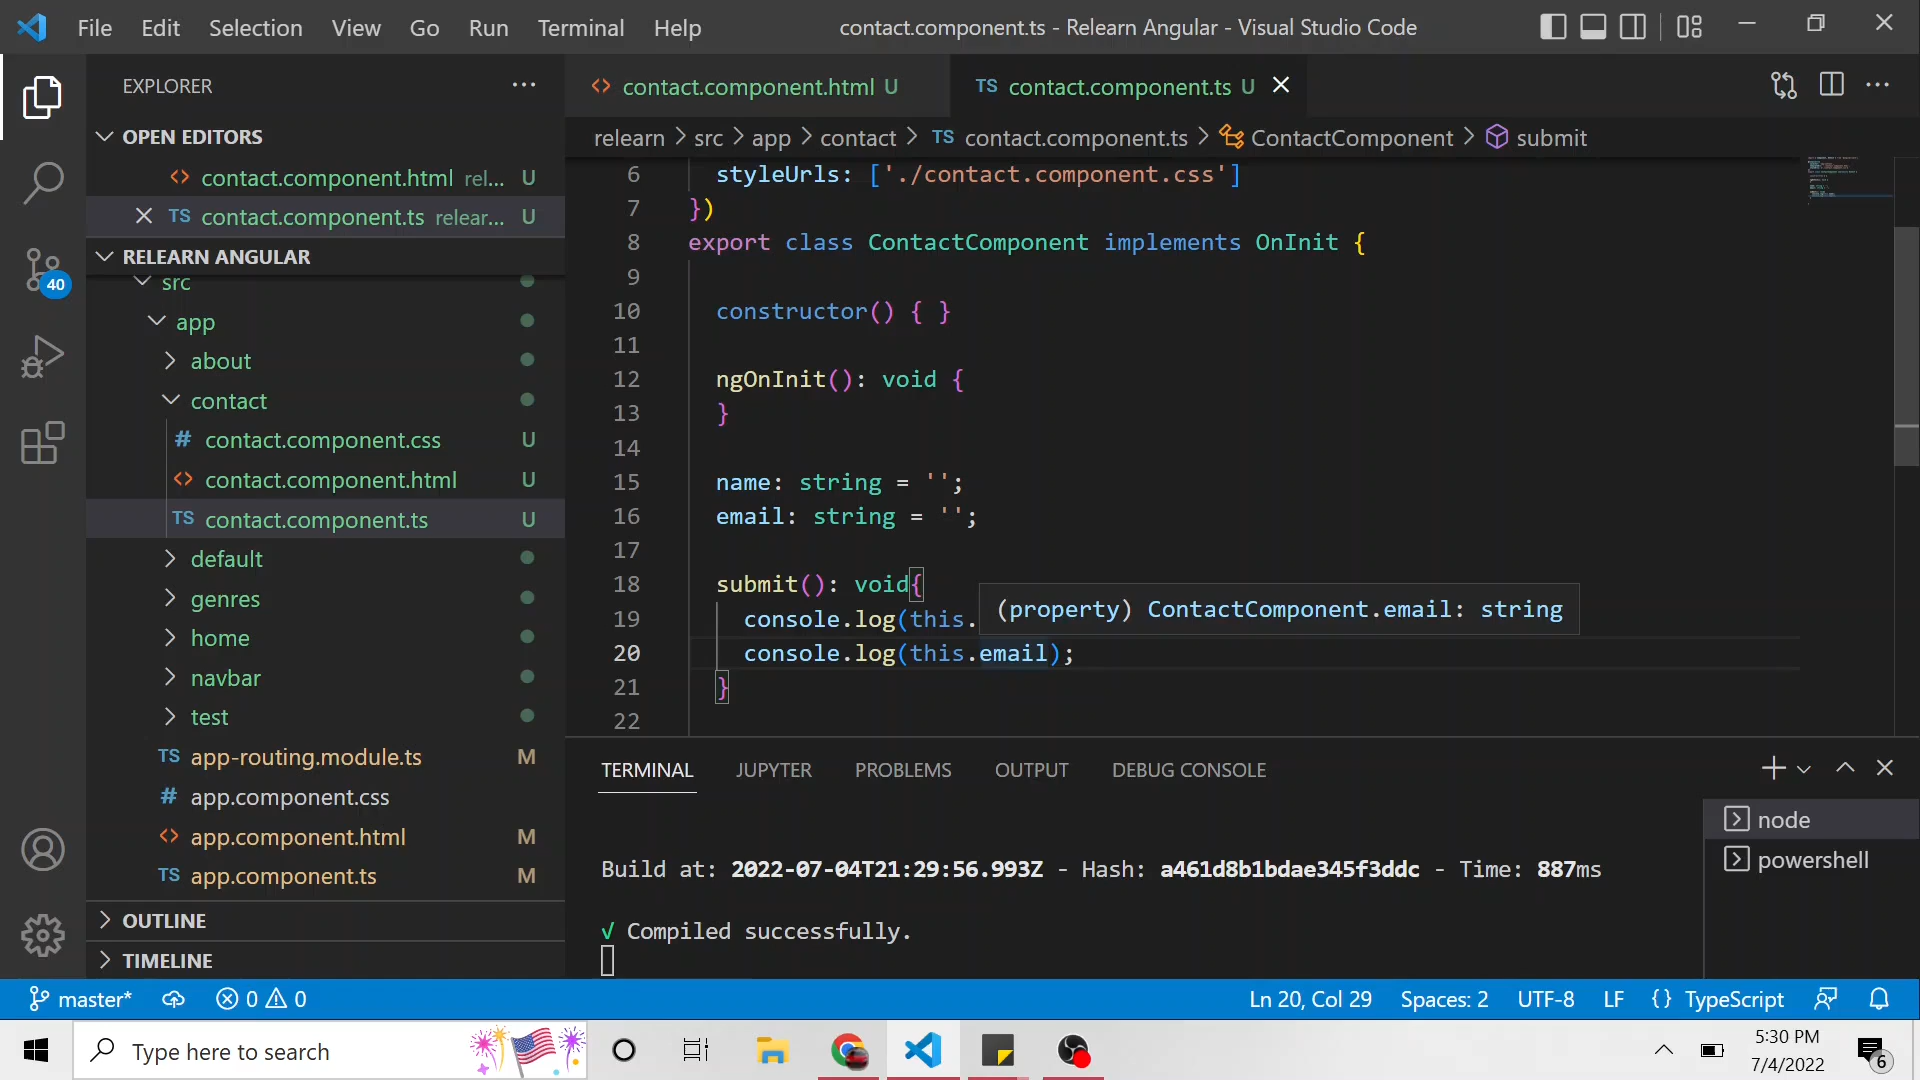 File Edit Selection View Go Run Terminal Help
contact.component.ts - Relearn Angular - Visual Studio Code
EXPLORER
OPEN EDITORS
contact.component.html rel... U
TS contact.component.ts relear... U
RELEARN ANGULAR
src
app
about
contact
# contact.component.css U
<> contact.component.html U
TS contact.component.ts U
default
genres
home
navbar
test
TS app-routing.module.ts M
# app.component.css
<> app.component.html M
TS app.component.ts M
OUTLINE
TIMELINE
40
<> contact.component.html U
TS contact.component.ts U
relearn > src > app > contact > TS contact.component.ts > ContactComponent > submit
6 styleUrls: ['./contact.component.css']
7 })
8 export class ContactComponent implements OnInit {
9
10 constructor() { }
11
12 ngOnInit(): void {
13 }
14
15 name: string = '';
16 email: string = '';
17
18 submit(): void{
19 console.log(this.
(property) ContactComponent.email: string
20 console.log(this.email);
21 }
22
TERMINAL JUPYTER PROBLEMS OUTPUT DEBUG CONSOLE
Build at: 2022-07-04T21:29:56.993Z - Hash: a461d8b1bdae345f3ddc - Time: 887ms
√ Compiled successfully.
node
powershell
master* 0 0
Ln 20, Col 29 Spaces: 2 UTF-8 LF {} TypeScript
Type here to search
5:30 PM
7/4/2022
6